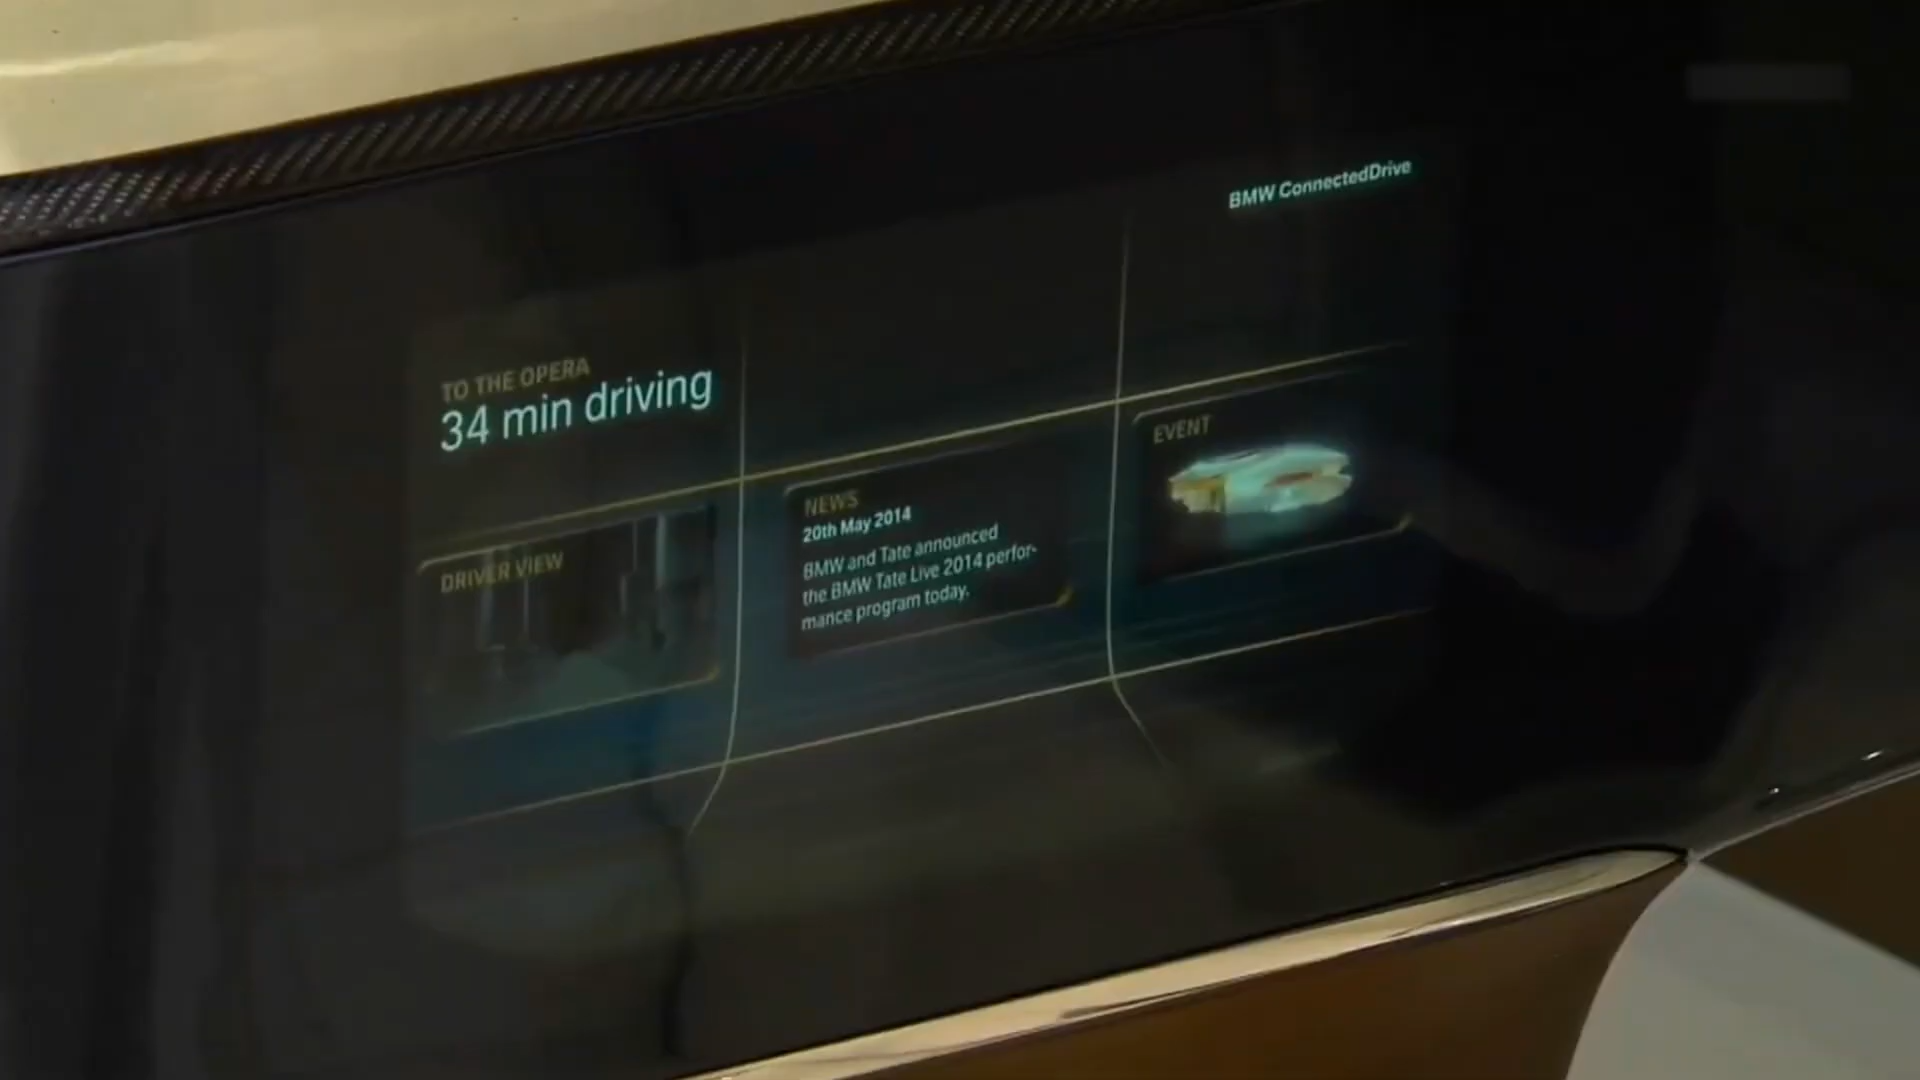 BMW ConnectedDrive
TO THE OPERA
34 min driving
DRIVER VIEW
NEWS
20th May 2014
BMW and Tate announced
the BMW Tate Live 2014 perfor-
mance program today.
EVENT